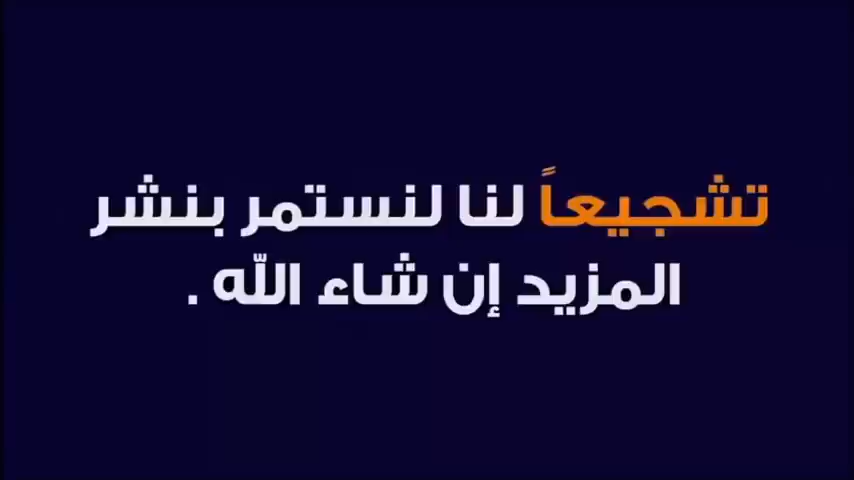 تشجيعاً لنا لنستمر بنشر
المزيد إن شاء الله .